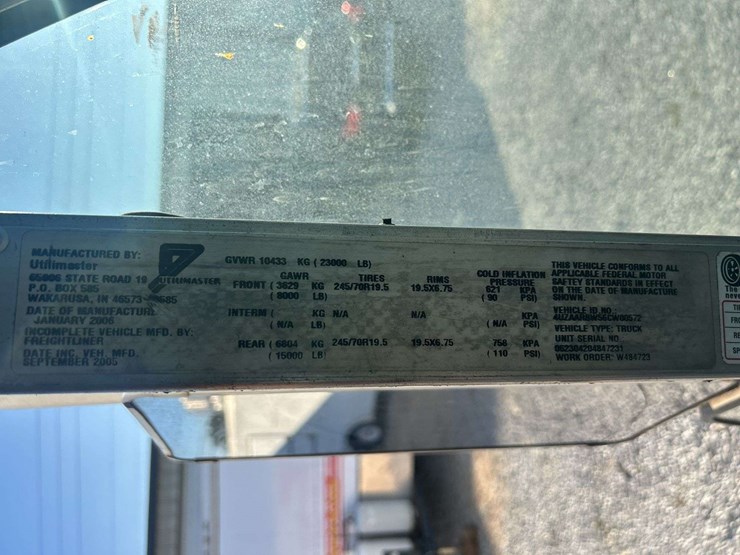 MANUFACTURED BY:
Utilimaster
65906 STATE ROAD 19
P.O. BOX 585
WAKARUSA, IN 46573-0585
DATE OF MANUFACTURE
JANUARY 2006
INCOMPLETE VEHICLE MFD. BY:
FREIGHTLINER
DATE INC. VEH. MFD.
SEPTEMBER 2005
UTILIMASTER
GVWR 10433 KG ( 23000 LB)
GAWR TIRES RIMS COLD INFLATION PRESSURE
FRONT ( 3629 KG 245/70R19.5 19.5X6.75 621 KPA
( 8000 LB) ( 90 PSI)
INTERM ( KG N/A N/A KPA
( N/A LB) ( N/A PSI)
REAR ( 6804 KG 245/70R19.5 19.5X6.75 758 KPA
( 15000 LB) ( 110 PSI)
THIS VEHICLE CONFORMS TO ALL
APPLICABLE FEDERAL MOTOR
SAFETY STANDARDS IN EFFECT
ON THE DATE OF MANUFACTURE
SHOWN.
VEHICLE ID NO.
VEHICLE TYPE: TRUCK
UNIT SERIAL NO.
062304204847231
WORK ORDER: W484723